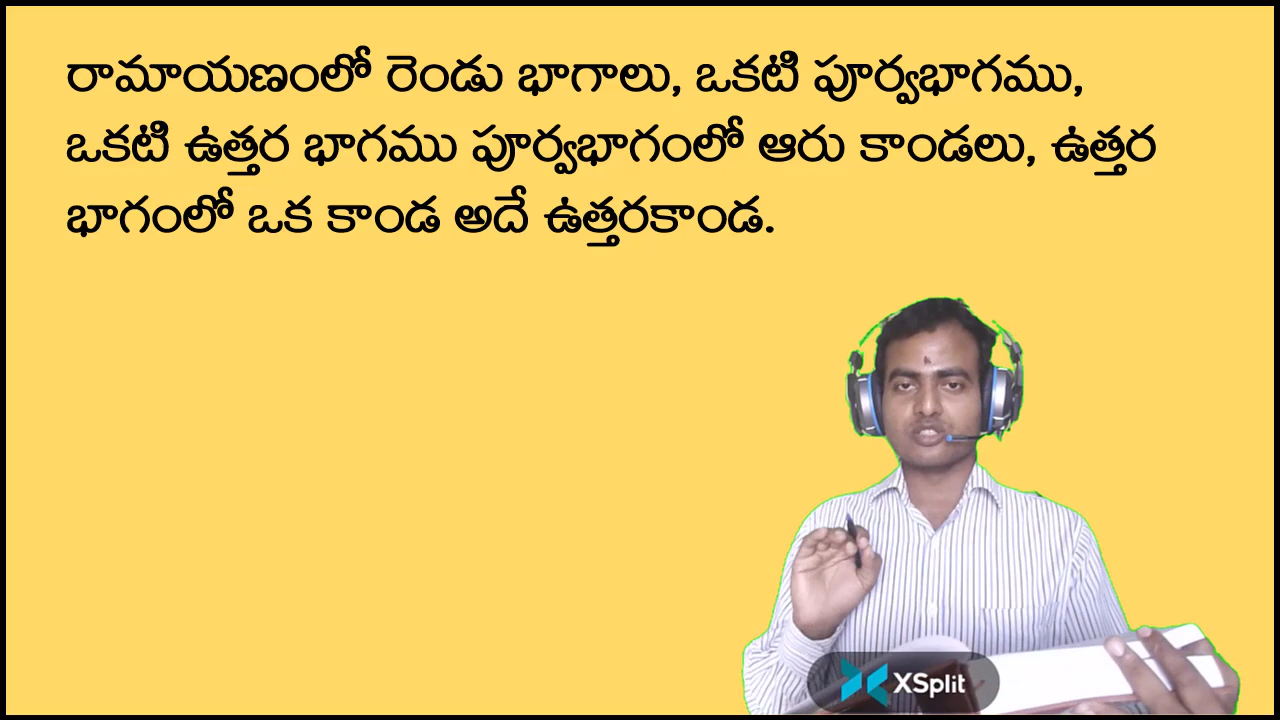 రామాయణంలో రెండు భాగాలు, ఒకటి పూర్వభాగము,
ఒకటి ఉత్తర భాగము పూర్వభాగంలో ఆరు కాండలు, ఉత్తర
భాగంలో ఒక కాండ అదే ఉత్తరకాండ.
XSplit